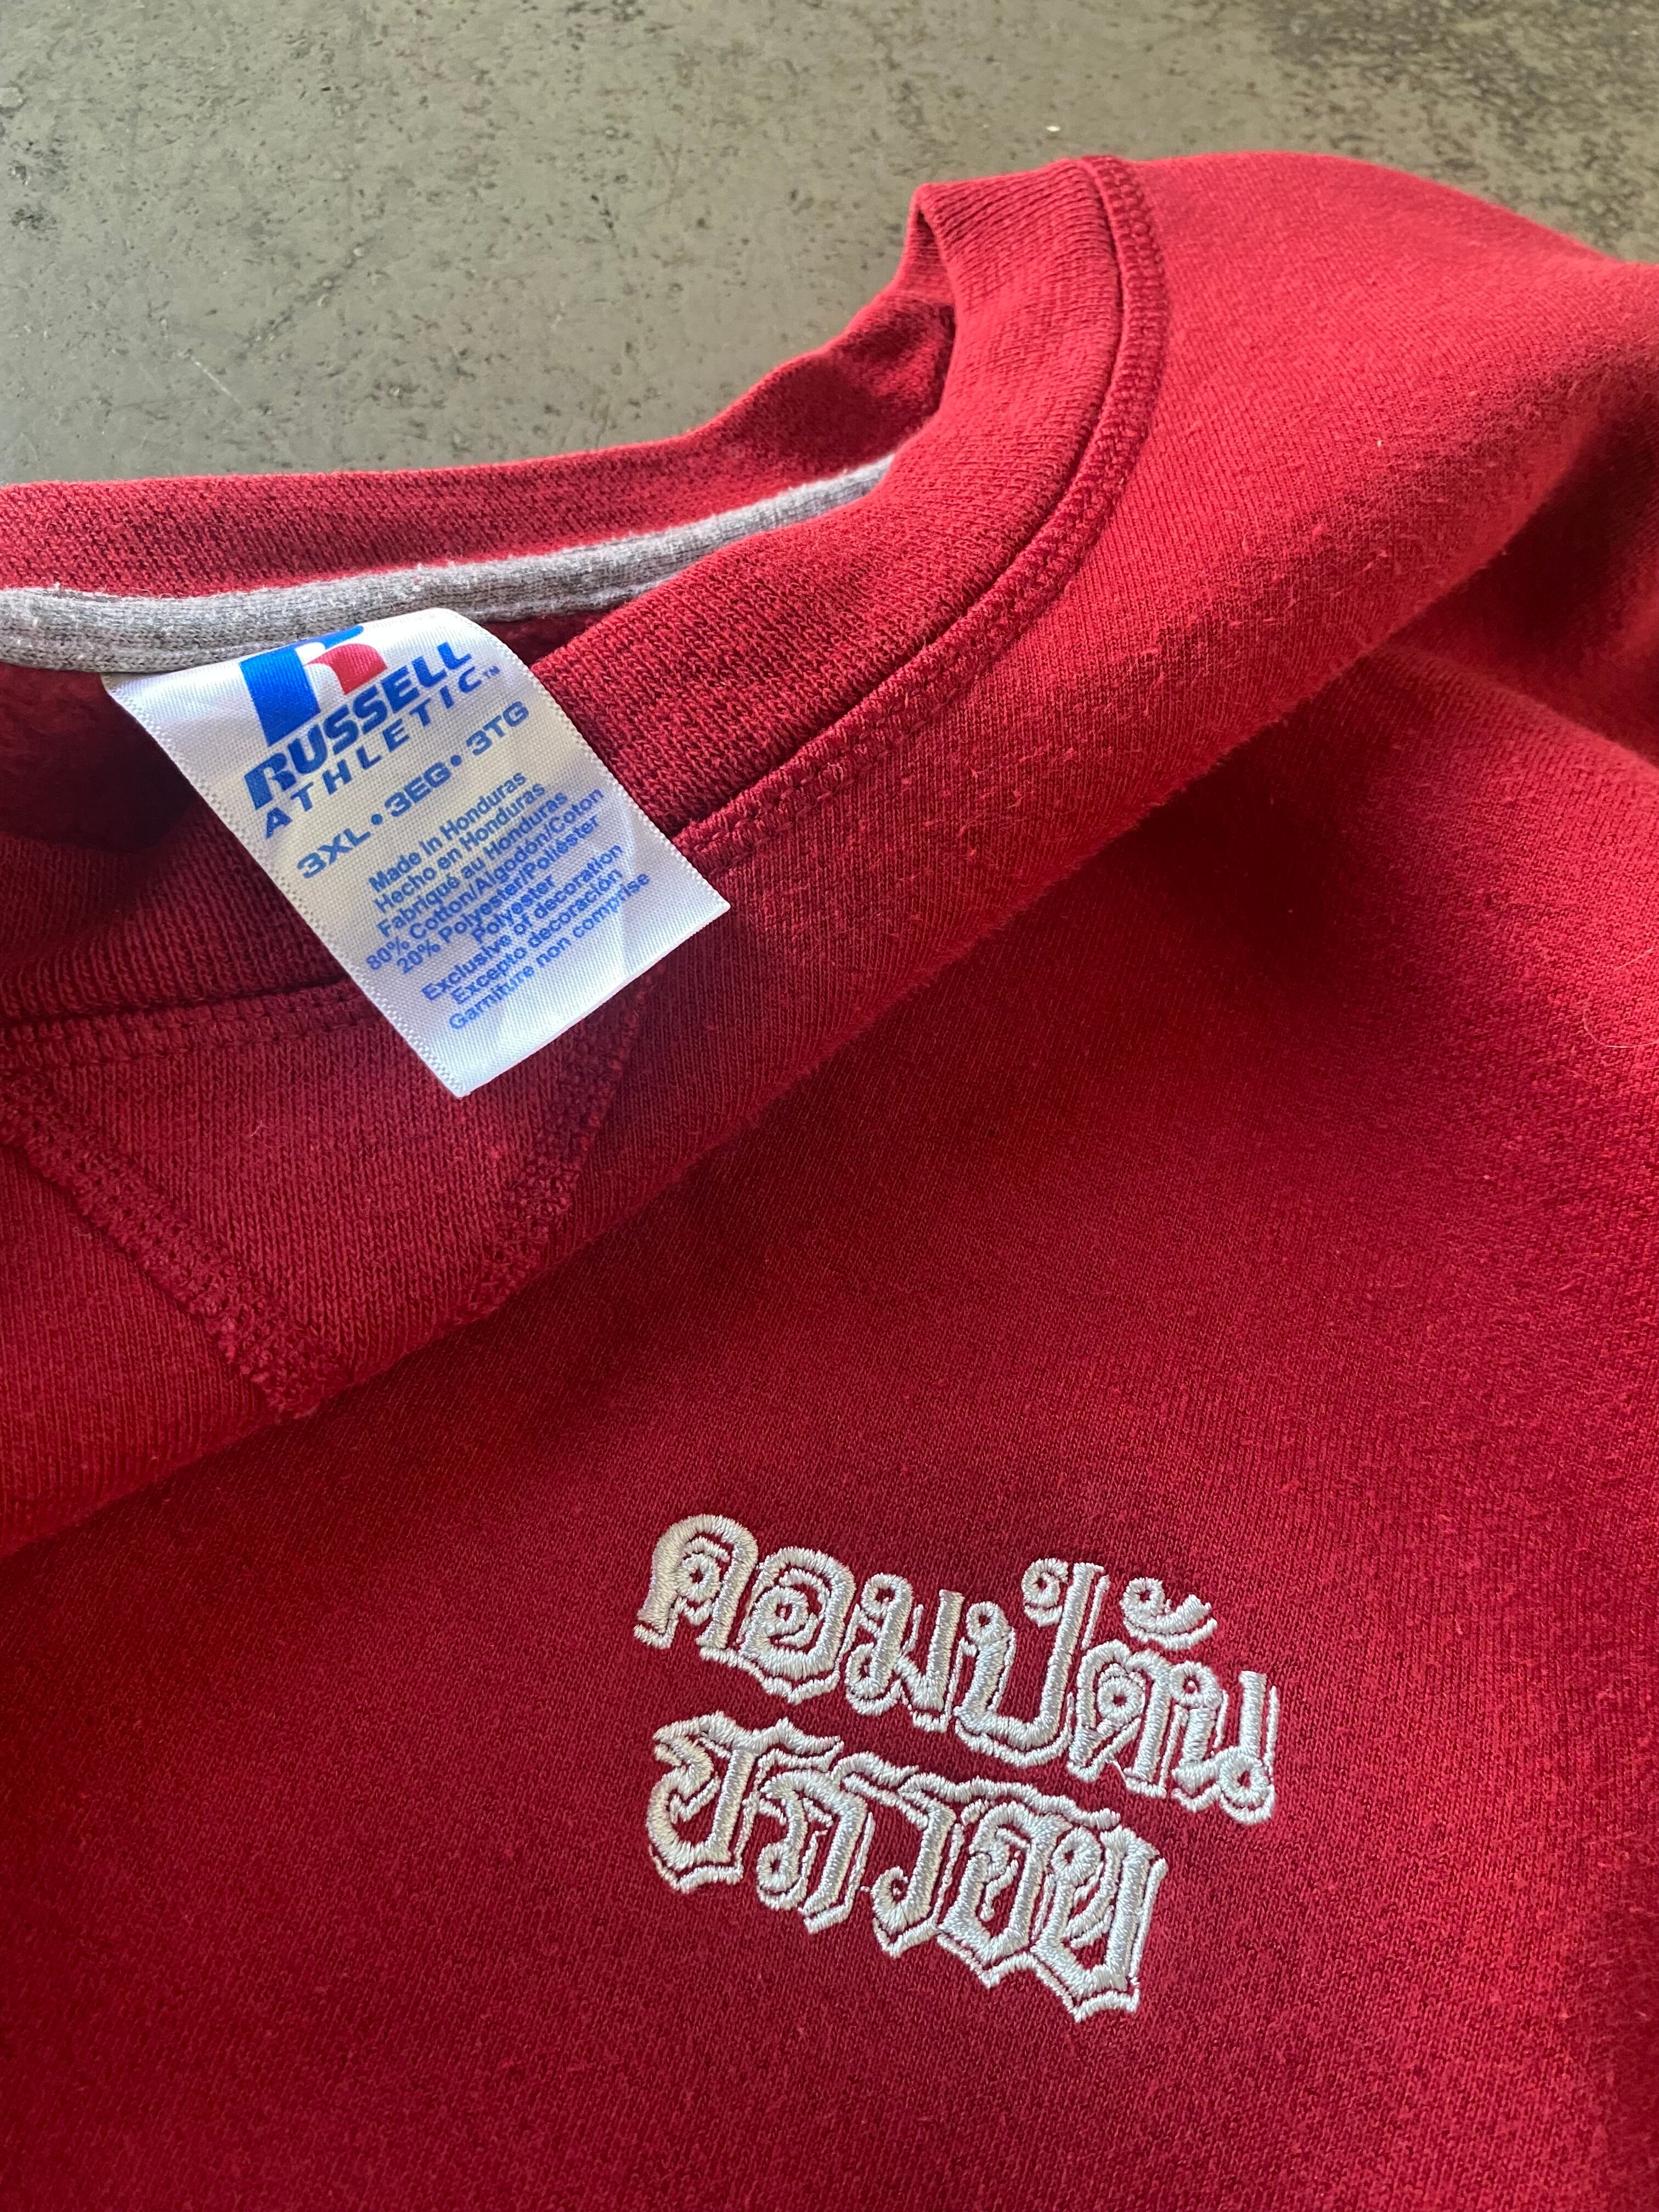 RUSSELL
ATHLETIC™
3XL • 3EG • 3TG
Made in Honduras
Hecho en Honduras
Fabriqué au Honduras
80% Cotton/Algodón/Coton
20% Polyester/Poliéster
Polyester
Exclusive of decoration
Excepto decoración
Garniture non comprise
คอมป์ตัน